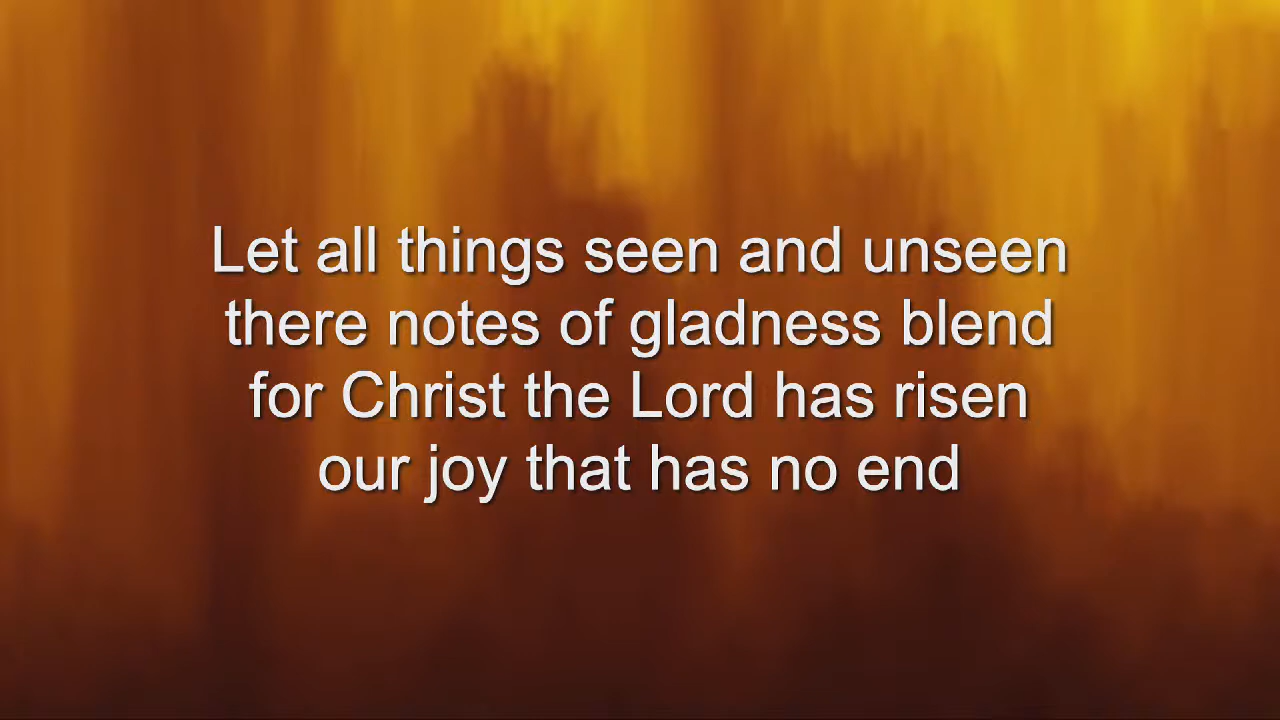 Let all things seen and unseen
there notes of gladness blend
for Christ the Lord has risen
our joy that has no end